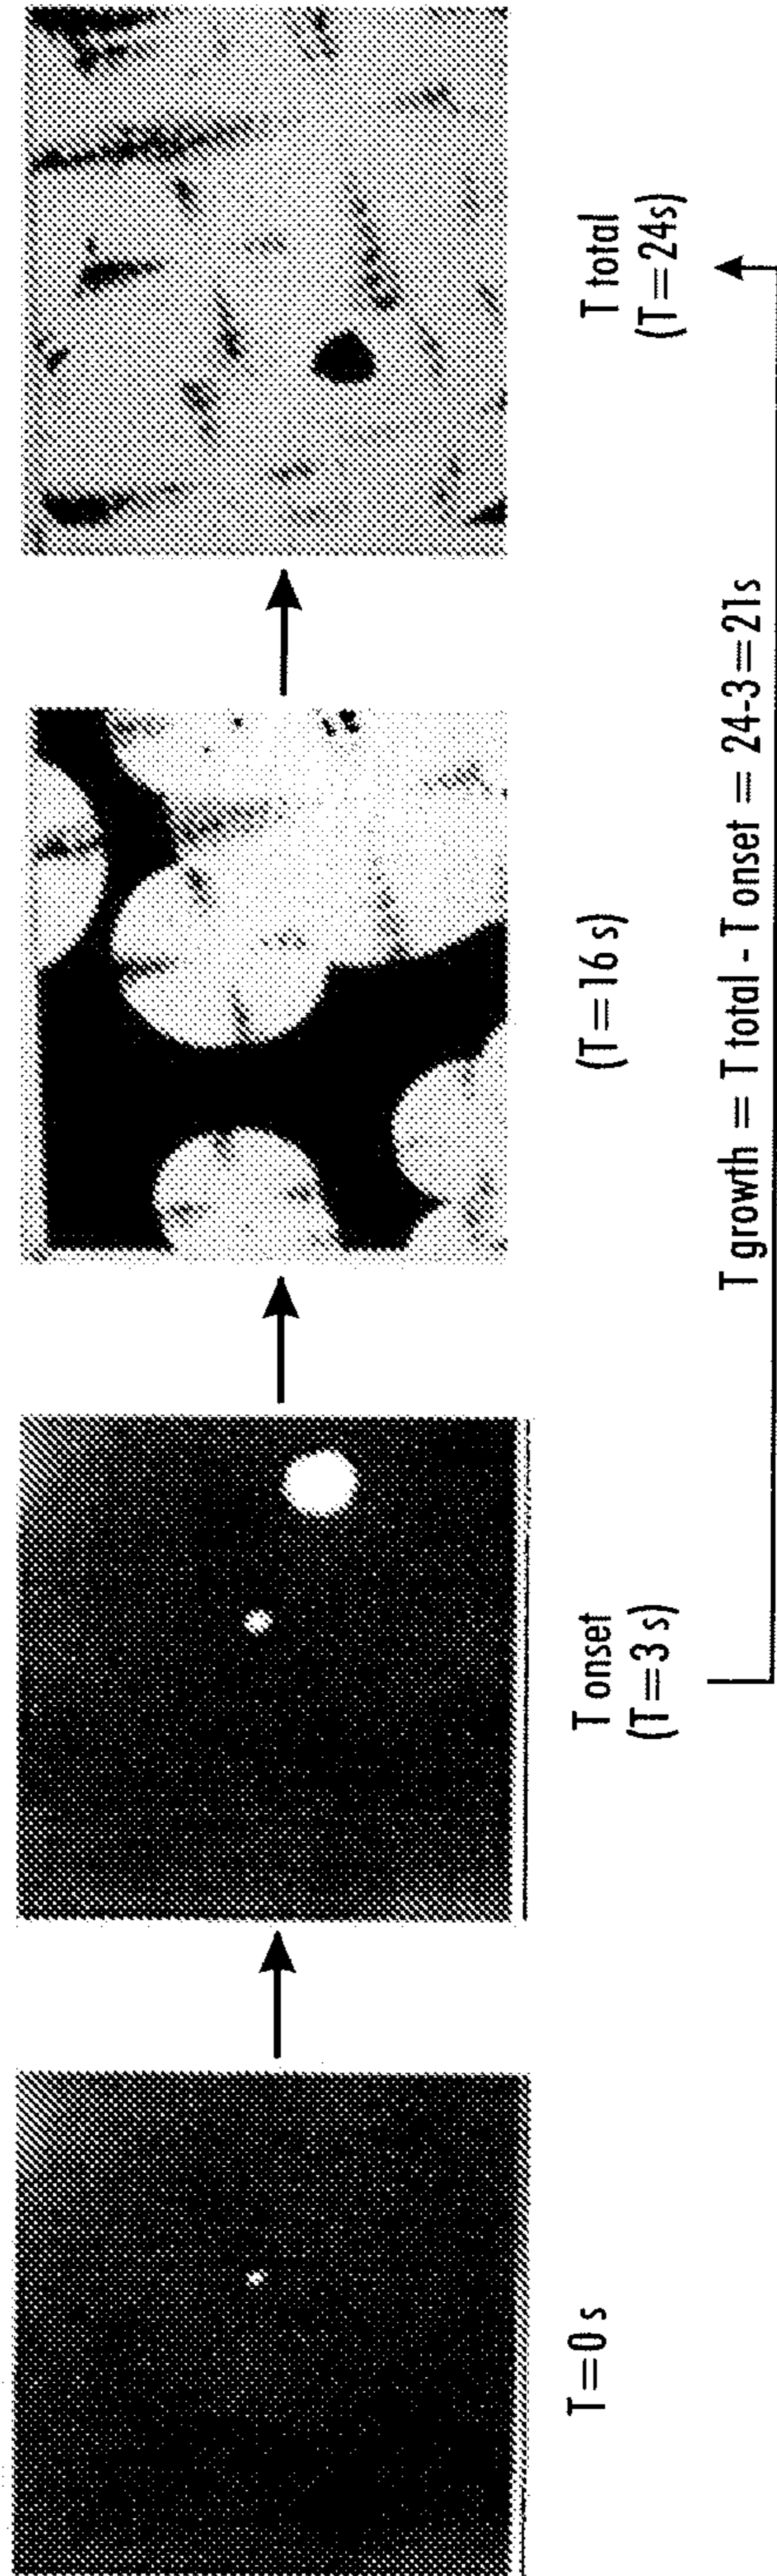 T=0 s
T onset
(T=3 s)
(T=16 s)
T total
(T=24s)
T growth = T total - T onset = 24-3=21s